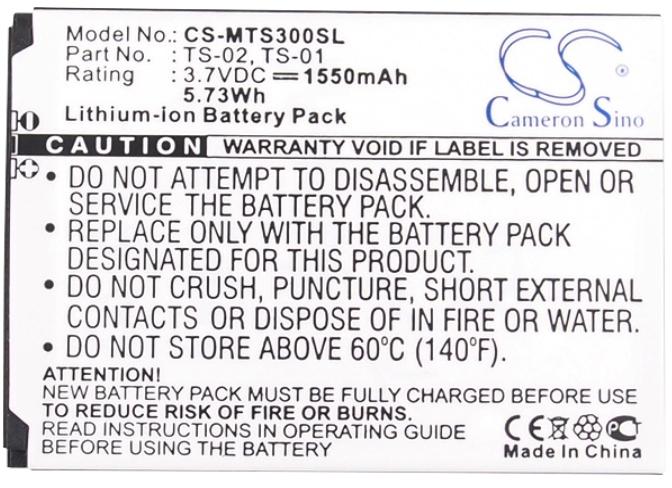 Model No.: CS-MTS300SL
Part No.: TS-02, TS-01
Rating : 3.7VDC 1550mAh
5.73Wh
Lithium-ion Battery Pack
CS
Cameron Sino
CAUTION WARRANTY VOID IF LABEL IS REMOVED
• DO NOT ATTEMPT TO DISASSEMBLE, OPEN OR
SERVICE THE BATTERY PACK.
• REPLACE ONLY WITH THE BATTERY PACK
DESIGNATED FOR THIS PRODUCT.
• DO NOT CRUSH, PUNCTURE, SHORT EXTERNAL
CONTACTS OR DISPOSE OF IN FIRE OR WATER.
• DO NOT STORE ABOVE 60°C (140°F).
ATTENTION:
NEW BATTERY PACK MUST BE FULLY CHARGED BEFORE USE
TO REDUCE RISK OF FIRE OR BURNS.
READ INSTRUCTIONS IN OPERATING GUIDE
BEFORE CHARGING AND USE.
CE PC
Made In China